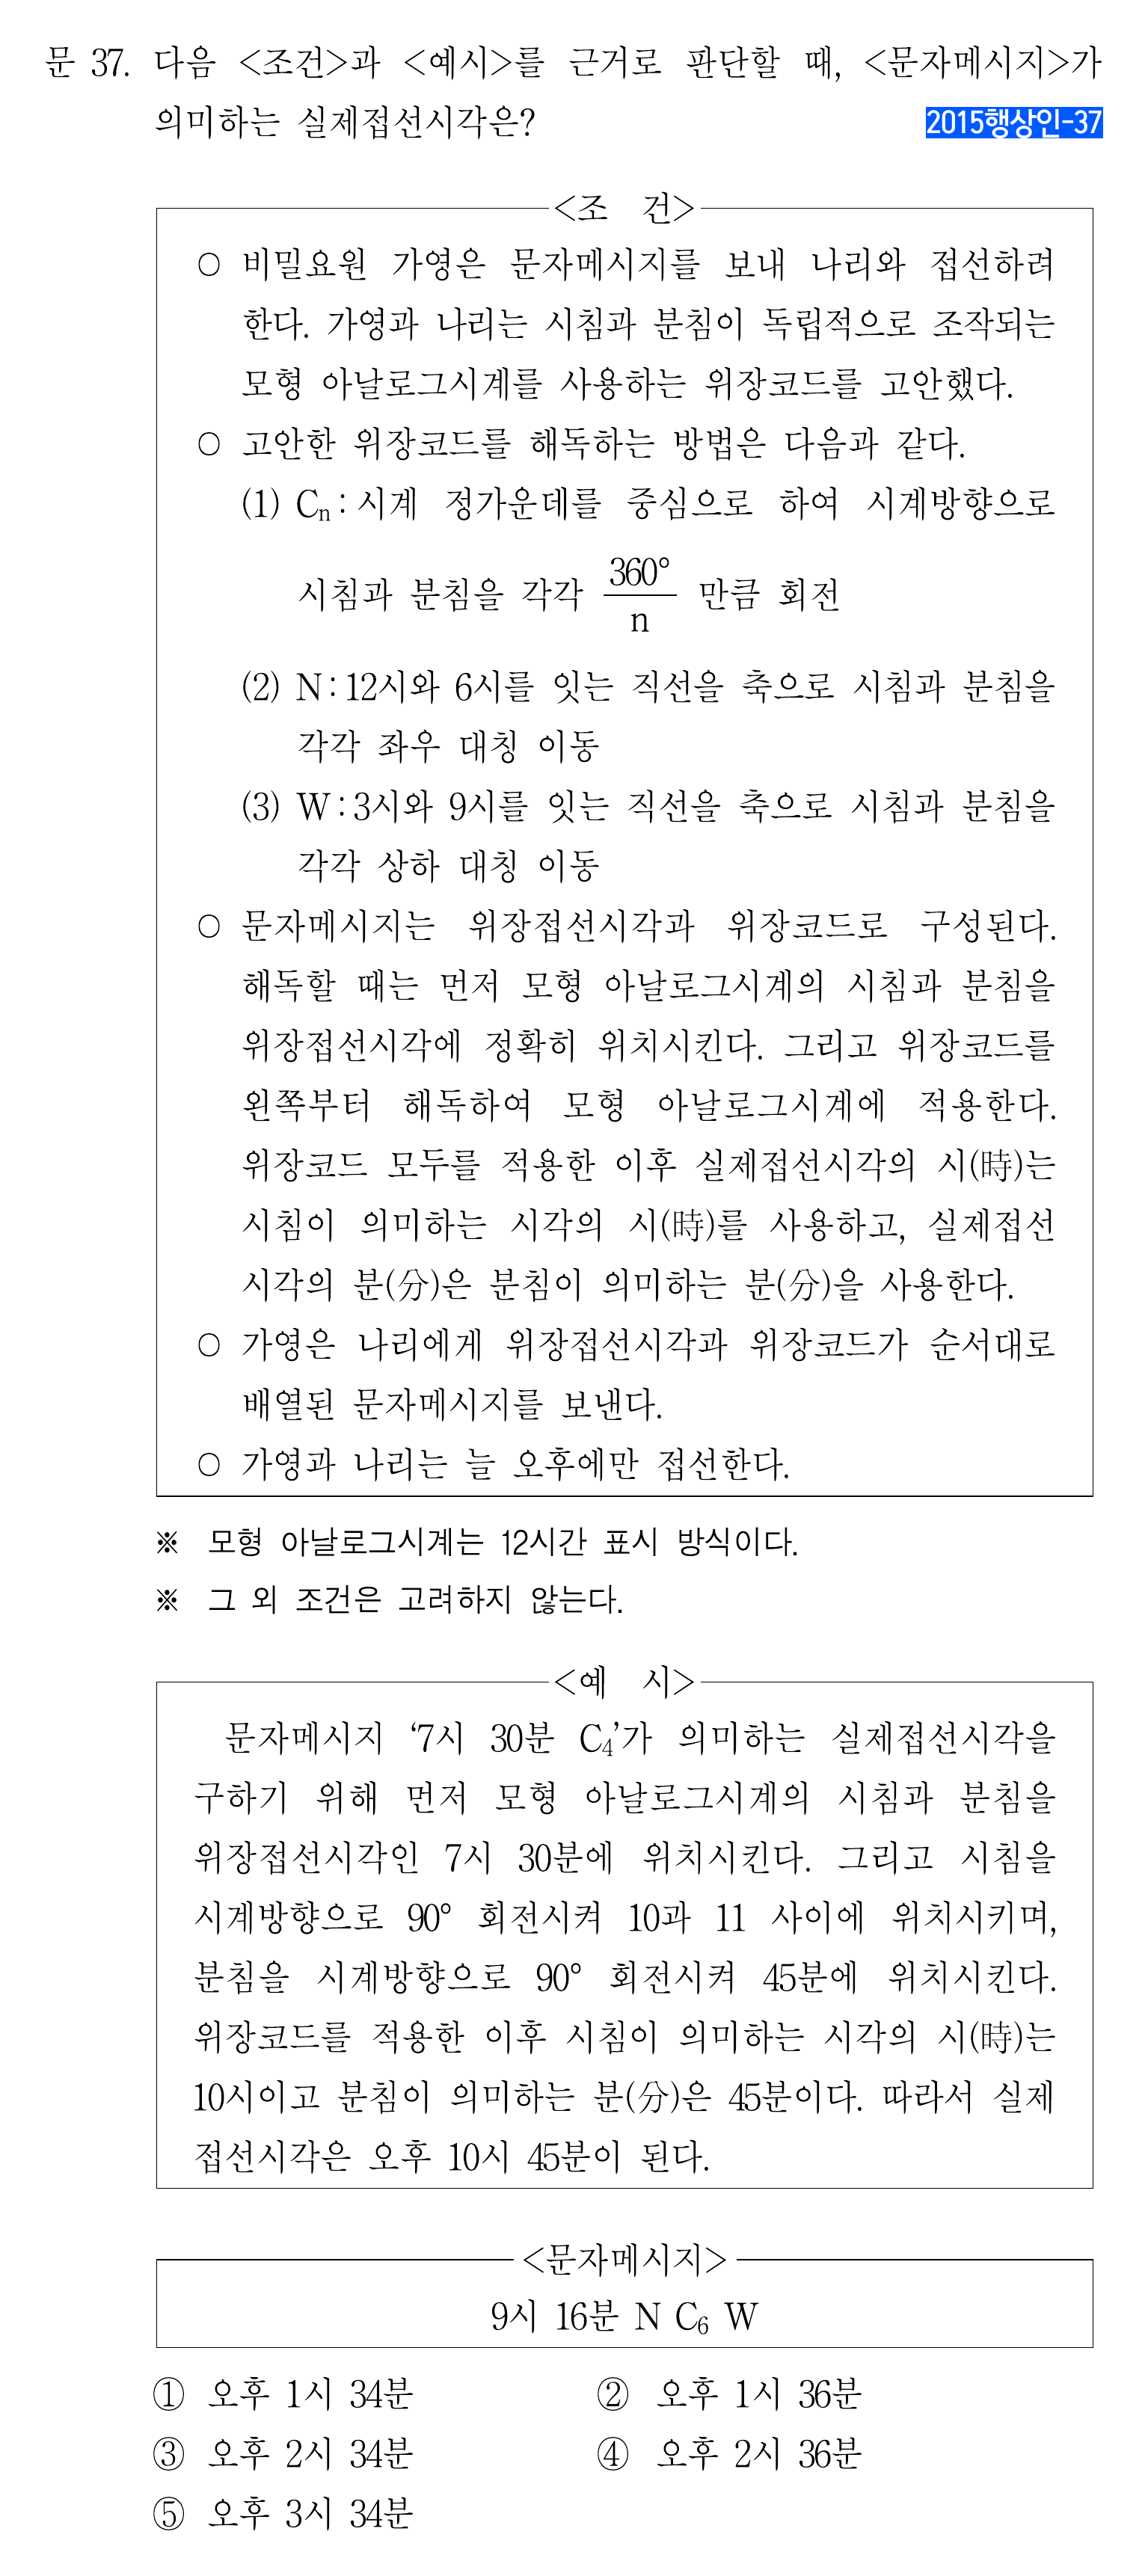 문 37. 다음 <조건>과 <예시>를 근거로 판단할 때, <문자메시지>가
의미하는 실제접선시각은?
2015행상인-37
<조 건>
○ 비밀요원 가영은 문자메시지를 보내 나리와 접선하려
한다. 가영과 나리는 시침과 분침이 독립적으로 조작되는
모형 아날로그시계를 사용하는 위장코드를 고안했다.
○ 고안한 위장코드를 해독하는 방법은 다음과 같다.
(1) Cn : 시계 정가운데를 중심으로 하여 시계방향으로
시침과 분침을 각각 360°/n 만큼 회전
(2) N : 12시와 6시를 잇는 직선을 축으로 시침과 분침을
각각 좌우 대칭 이동
(3) W : 3시와 9시를 잇는 직선을 축으로 시침과 분침을
각각 상하 대칭 이동
○ 문자메시지는 위장접선시각과 위장코드로 구성된다.
해독할 때는 먼저 모형 아날로그시계의 시침과 분침을
위장접선시각에 정확히 위치시킨다. 그리고 위장코드를
왼쪽부터 해독하여 모형 아날로그시계에 적용한다.
위장코드 모두를 적용한 이후 실제접선시각의 시(時)는
시침이 의미하는 시각의 시(時)를 사용하고, 실제접선
시각의 분(分)은 분침이 의미하는 분(分)을 사용한다.
○ 가영은 나리에게 위장접선시각과 위장코드가 순서대로
배열된 문자메시지를 보낸다.
○ 가영과 나리는 늘 오후에만 접선한다.
※ 모형 아날로그시계는 12시간 표시 방식이다.
※ 그 외 조건은 고려하지 않는다.
<예 시>
문자메시지 ‘7시 30분 C4’가 의미하는 실제접선시각을
구하기 위해 먼저 모형 아날로그시계의 시침과 분침을
위장접선시각인 7시 30분에 위치시킨다. 그리고 시침을
시계방향으로 90° 회전시켜 10과 11 사이에 위치시키며,
분침을 시계방향으로 90° 회전시켜 45분에 위치시킨다.
위장코드를 적용한 이후 시침이 의미하는 시각의 시(時)는
10시이고 분침이 의미하는 분(分)은 45분이다. 따라서 실제
접선시각은 오후 10시 45분이 된다.
<문자메시지>
9시 16분 N C6 W
① 오후 1시 34분 ② 오후 1시 36분
③ 오후 2시 34분 ④ 오후 2시 36분
⑤ 오후 3시 34분